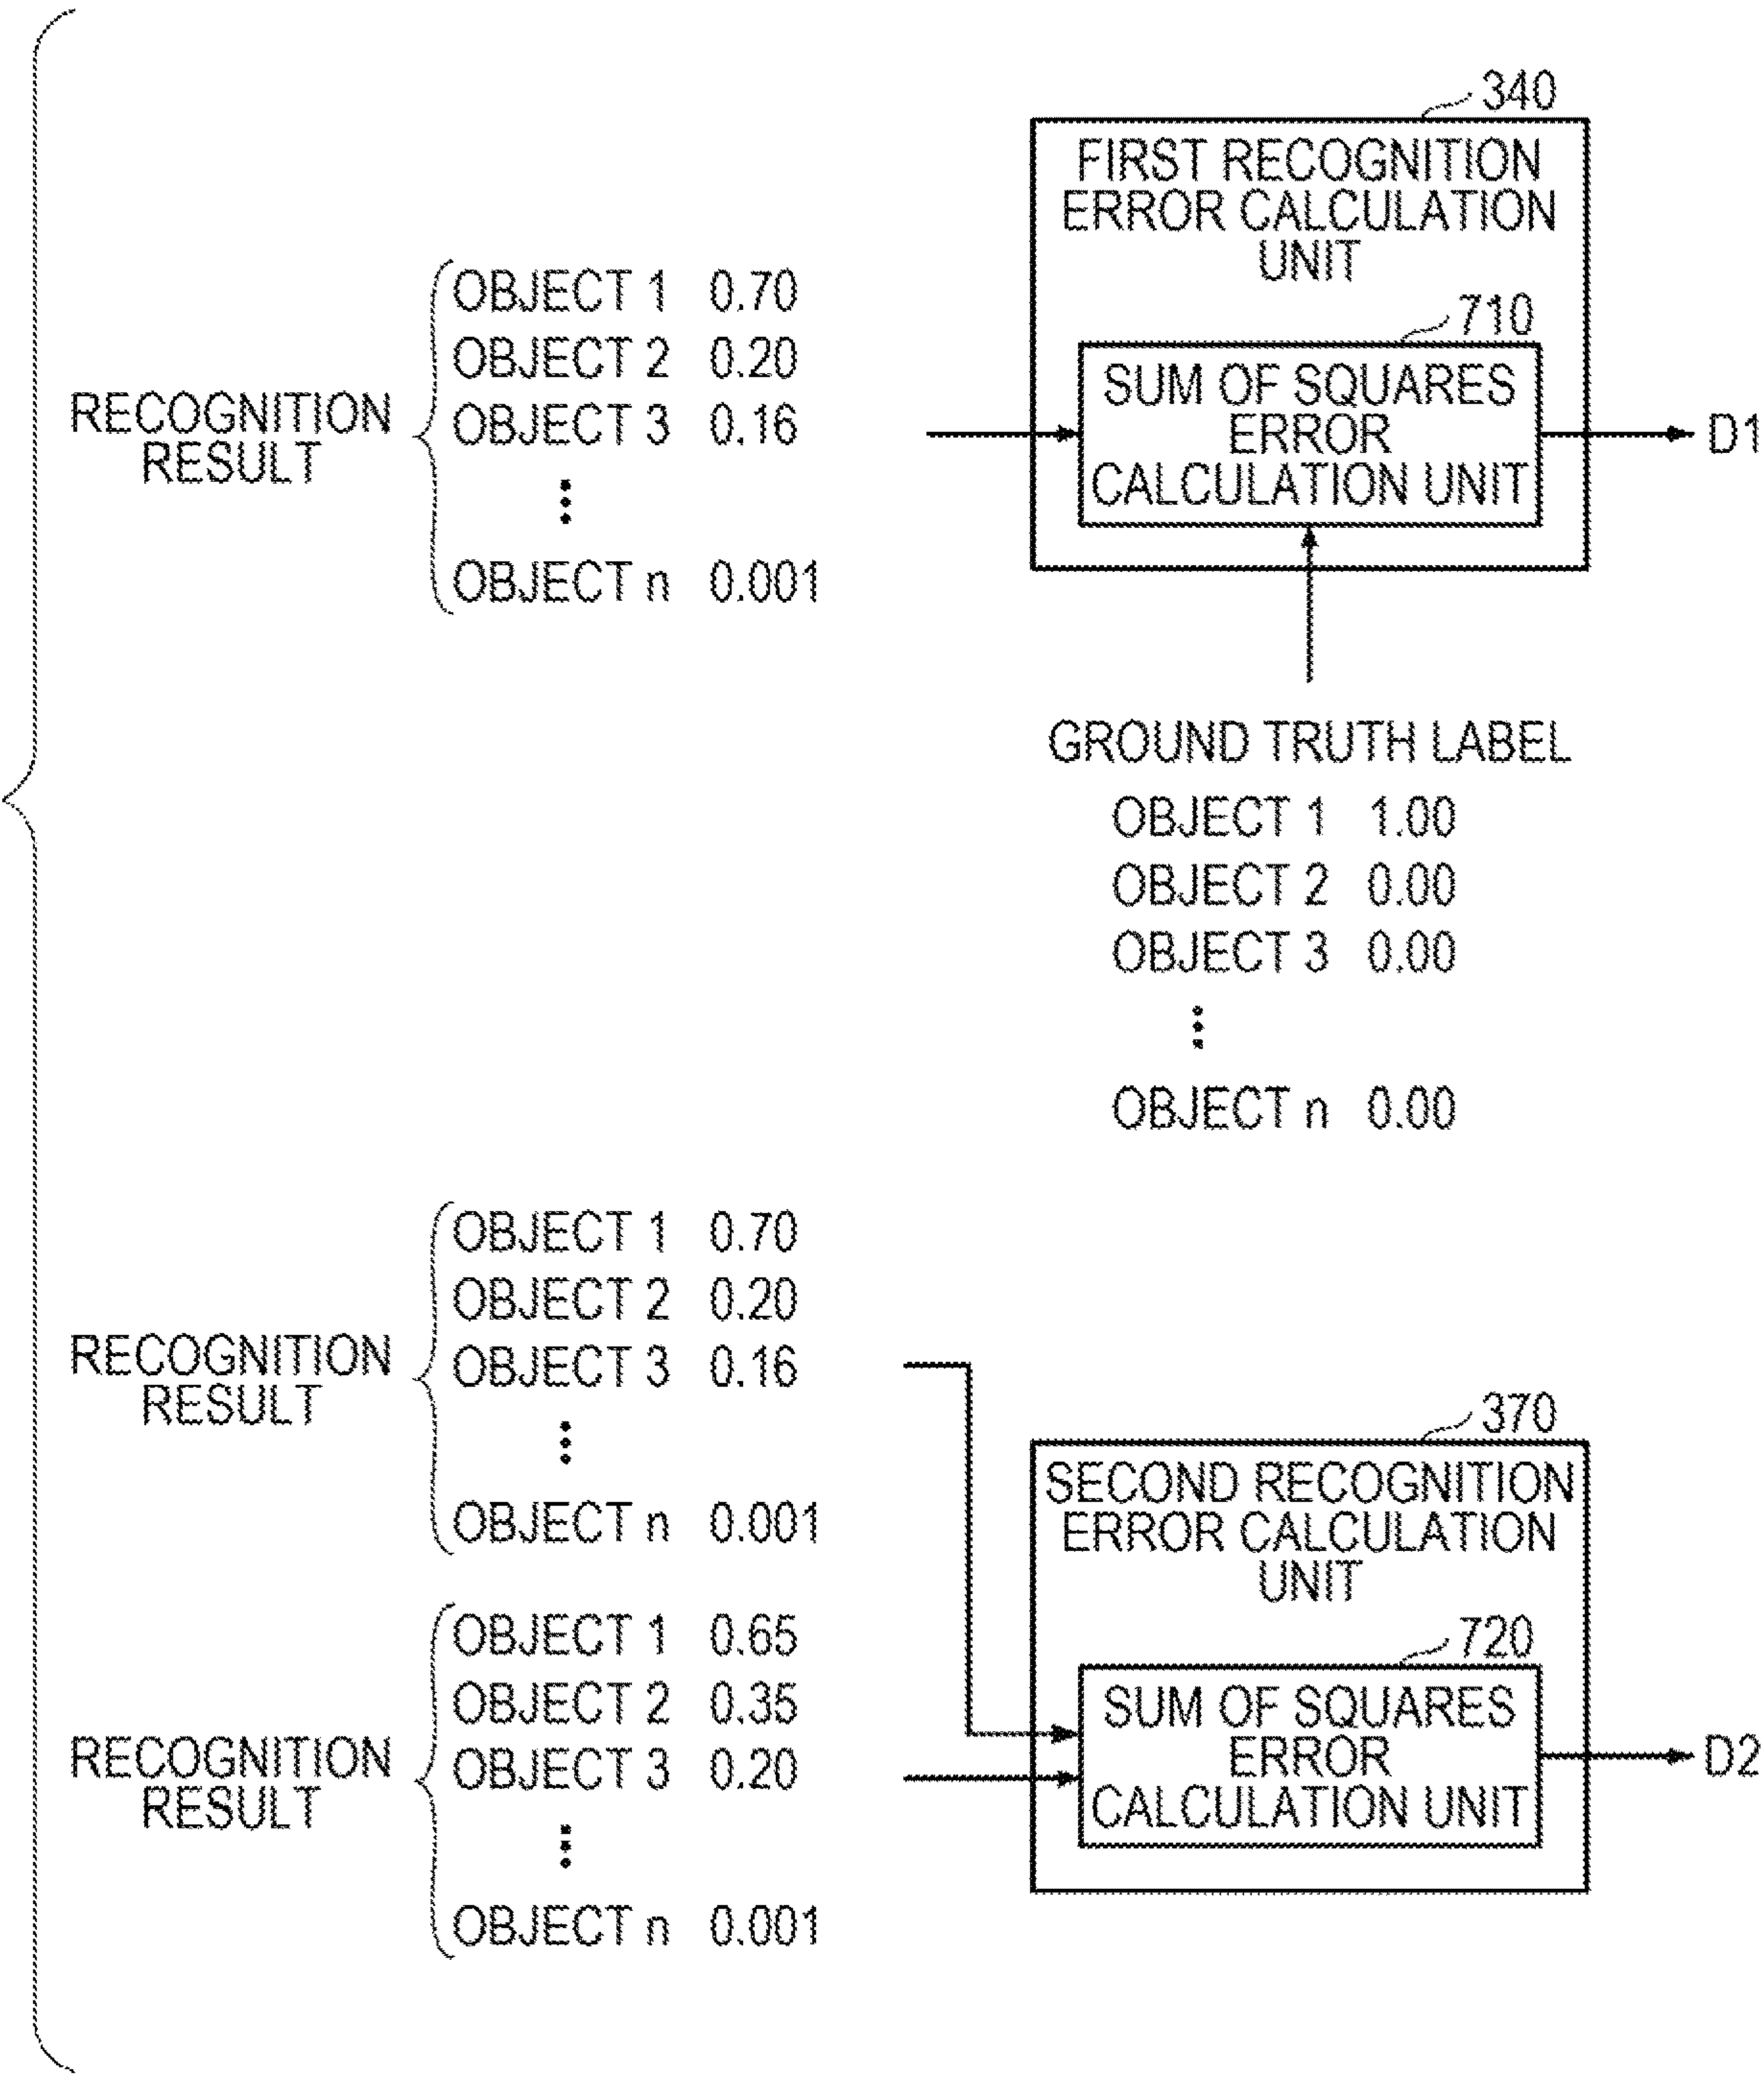 340
FIRST RECOGNITION
ERROR CALCULATION
UNIT
710
SUM OF SQUARES
ERROR
CALCULATION UNIT
D1
RECOGNITION
RESULT
OBJECT 1 0.70
OBJECT 2 0.20
OBJECT 3 0.16
⋮
OBJECT n 0.001
GROUND TRUTH LABEL
OBJECT 1 1.00
OBJECT 2 0.00
OBJECT 3 0.00
⋮
OBJECT n 0.00
RECOGNITION
RESULT
OBJECT 1 0.70
OBJECT 2 0.20
OBJECT 3 0.16
⋮
OBJECT n 0.001
RECOGNITION
RESULT
OBJECT 1 0.65
OBJECT 2 0.35
OBJECT 3 0.20
⋮
OBJECT n 0.001
370
SECOND RECOGNITION
ERROR CALCULATION
UNIT
720
SUM OF SQUARES
ERROR
CALCULATION UNIT
D2